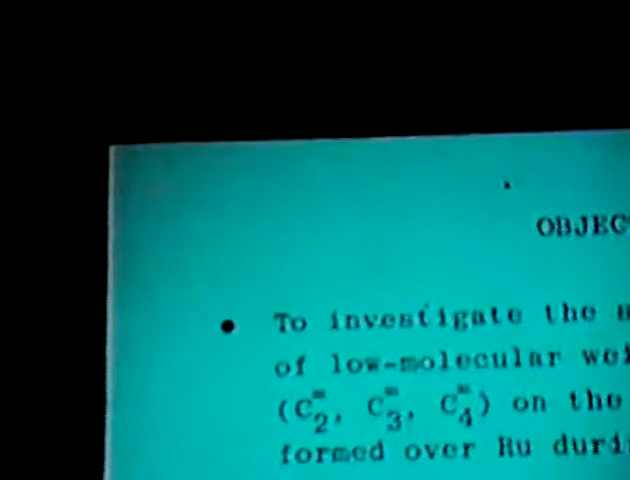 OBJEC
• To investigate the
of low-molecular wei
(C₂⁼, C₃⁼, C₄⁼) on the
formed over Ru duri